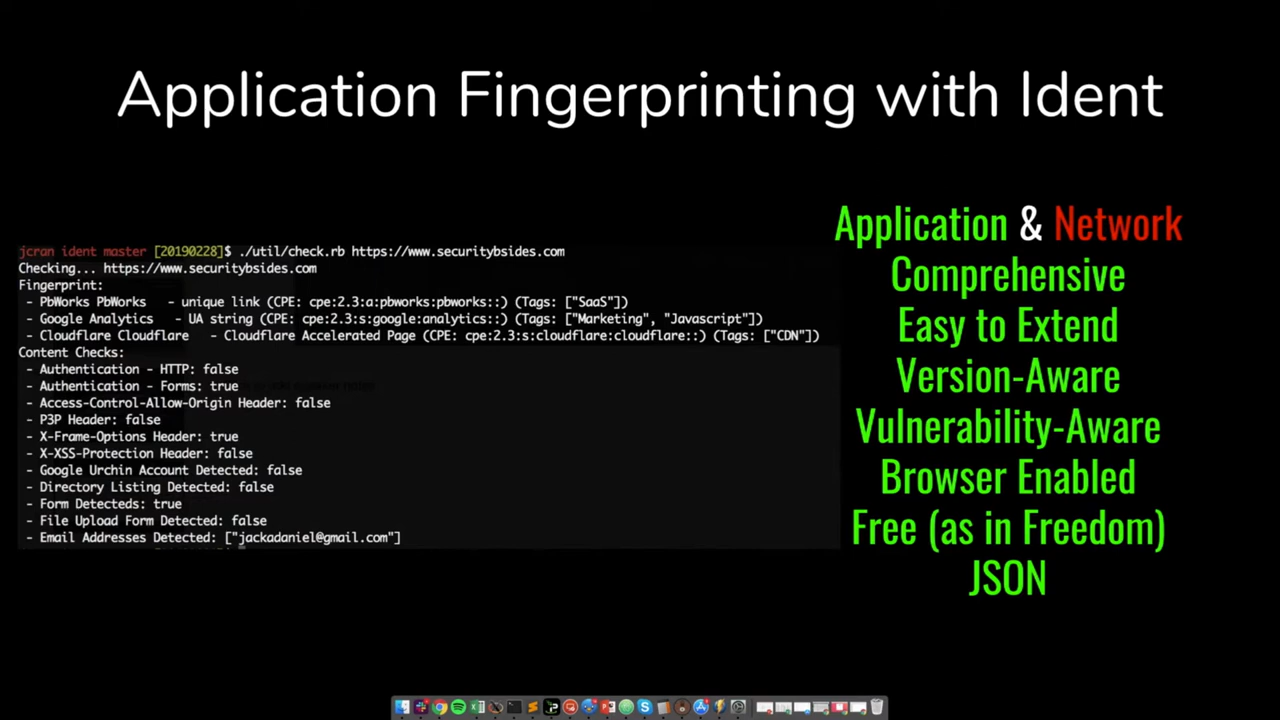 Application Fingerprinting with Ident
jcran ident master [20190228]$ ./util/check.rb https://www.securitybsides.com
Checking... https://www.securitybsides.com
Fingerprint:
- PbWorks PbWorks - unique link (CPE: cpe:2.3:a:pbworks:pbworks::) (Tags: ["SaaS"])
- Google Analytics - UA string (CPE: cpe:2.3:s:google:analytics::) (Tags: ["Marketing", "Javascript"])
- Cloudflare Cloudflare - Cloudflare Accelerated Page (CPE: cpe:2.3:s:cloudflare:cloudflare::) (Tags: ["CDN"])
Content Checks:
- Authentication - HTTP: false
- Authentication - Forms: true
- Access-Control-Allow-Origin Header: false
- P3P Header: false
- X-Frame-Options Header: true
- X-XSS-Protection Header: false
- Google Urchin Account Detected: false
- Directory Listing Detected: false
- Form Detecteds: true
- File Upload Form Detected: false
- Email Addresses Detected: ["jackadaniel@gmail.com"]
Application & Network
Comprehensive
Easy to Extend
Version-Aware
Vulnerability-Aware
Browser Enabled
Free (as in Freedom)
JSON